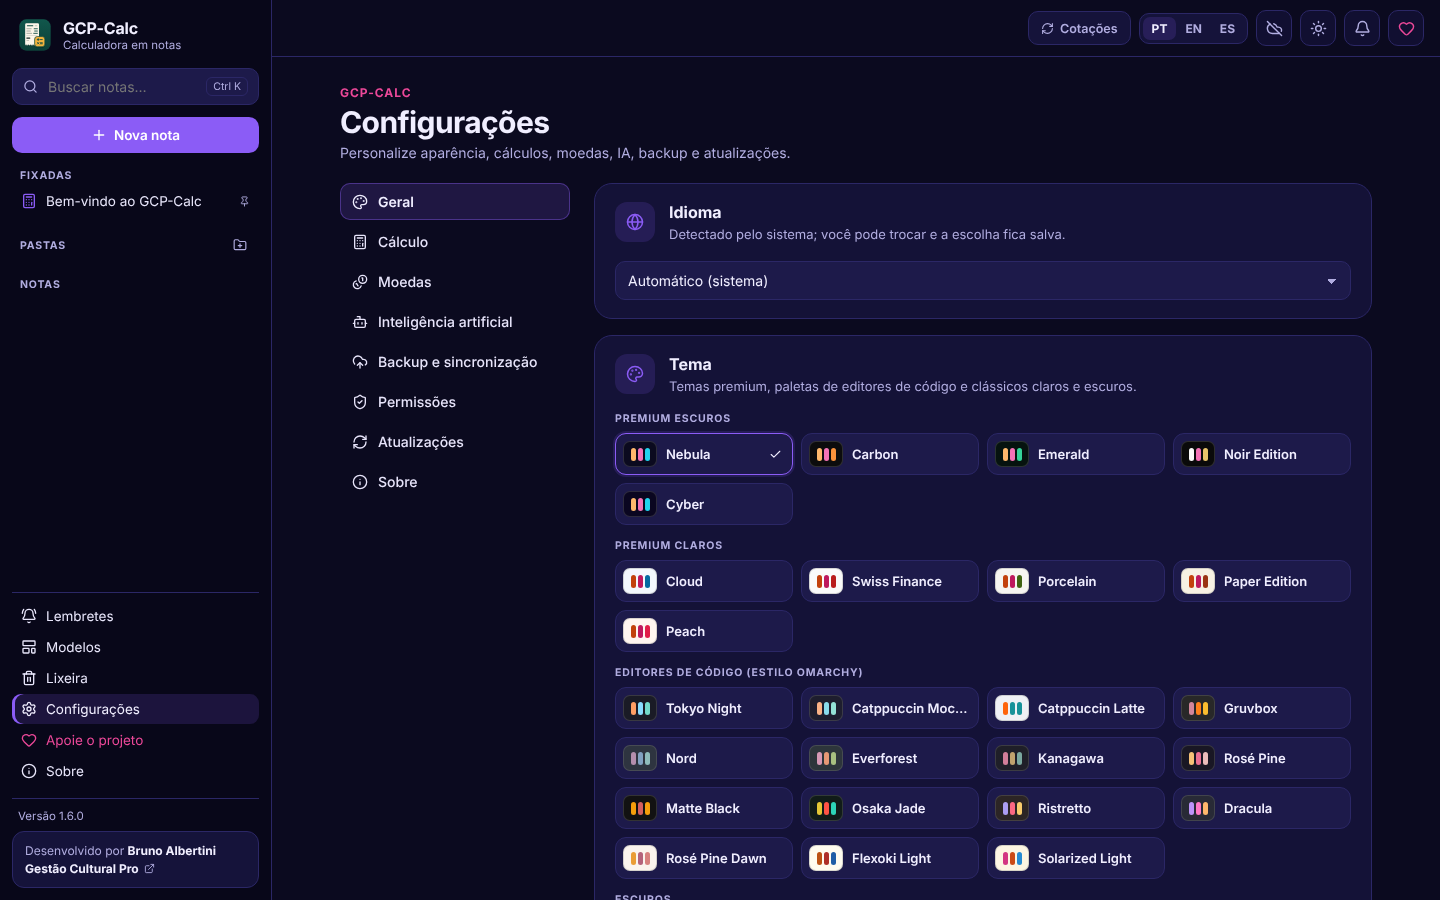 GCP-Calc
Calculadora em notas
Buscar notas...
Ctrl K
Nova nota
FIXADAS
Bem-vindo ao GCP-Calc
PASTAS
NOTAS
Lembretes
Modelos
Lixeira
Configurações
Apoie o projeto
Sobre
Versão 1.6.0
Desenvolvido por Bruno Albertini
Gestão Cultural Pro
Cotações
PT EN ES
GCP-CALC
Configurações
Personalize aparência, cálculos, moedas, IA, backup e atualizações.
Geral
Cálculo
Moedas
Inteligência artificial
Backup e sincronização
Permissões
Atualizações
Sobre
Idioma
Detectado pelo sistema; você pode trocar e a escolha fica salva.
Automático (sistema)
Tema
Temas premium, paletas de editores de código e clássicos claros e escuros.
PREMIUM ESCUROS
Nebula
Carbon
Emerald
Noir Edition
Cyber
PREMIUM CLAROS
Cloud
Swiss Finance
Porcelain
Paper Edition
Peach
EDITORES DE CÓDIGO (ESTILO OMARCHY)
Tokyo Night
Catppuccin Moc...
Catppuccin Latte
Gruvbox
Nord
Everforest
Kanagawa
Rosé Pine
Matte Black
Osaka Jade
Ristretto
Dracula
Rosé Pine Dawn
Flexoki Light
Solarized Light
ESCUROS